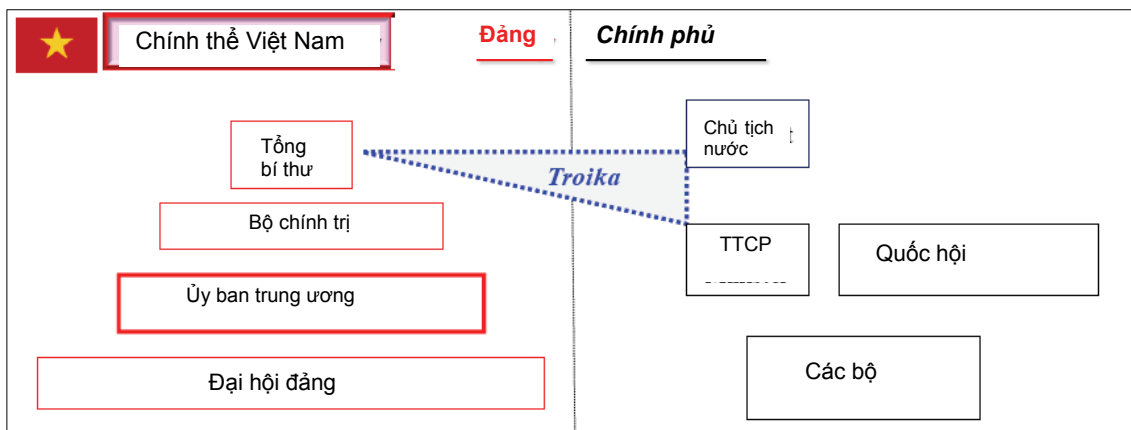 Chính thể Việt Nam
Đảng
Chính phủ
Tổng
bí thư
Chủ tịch
nước
Troika
Bộ chính trị
TTCP
Quốc hội
Ủy ban trung ương
Các bộ
Đại hội đảng